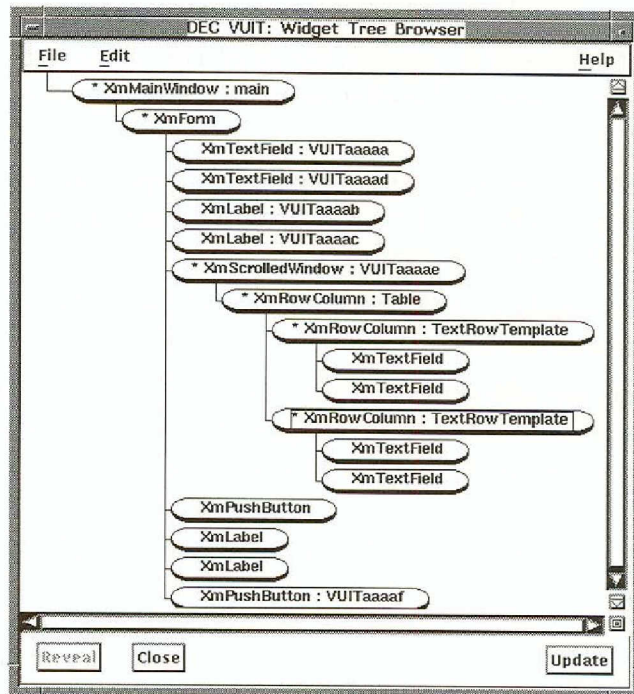 DEC VUIT: Widget Tree Browser
File Edit Help
* XmMainWindow : main
* XmForm
XmTextField : VUITaaaaa
XmTextField : VUITaaaad
XmLabel : VUITaaaab
XmLabel : VUITaaaac
* XmScrolledWindow : VUITaaaae
* XmRowColumn : Table
* XmRowColumn : TextRowTemplate
XmTextField
XmTextField
* XmRowColumn : TextRowTemplate
XmTextField
XmTextField
XmPushButton
XmLabel
XmLabel
XmPushButton : VUITaaaaf
Reveal Close Update